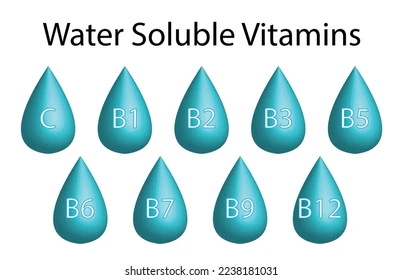 Water Soluble Vitamins
C B1 B2 B3 B5
B6 B7 B9 B12
shutterstock.com · 2238181031